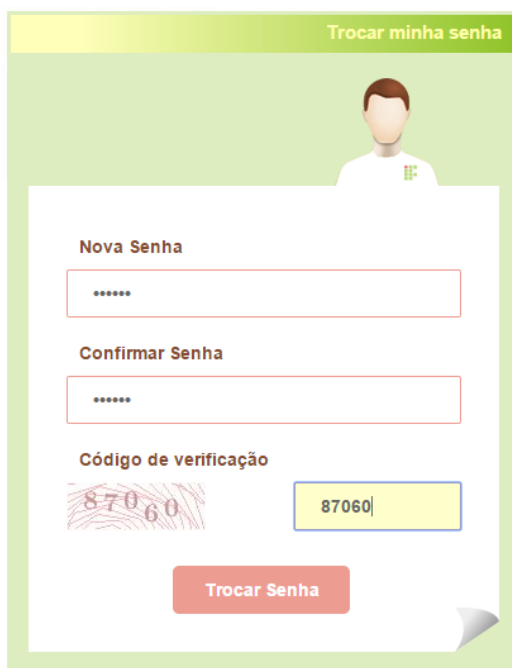 Trocar minha senha
Nova Senha
••••••
Confirmar Senha
••••••
Código de verificação
87060
87060
Trocar Senha